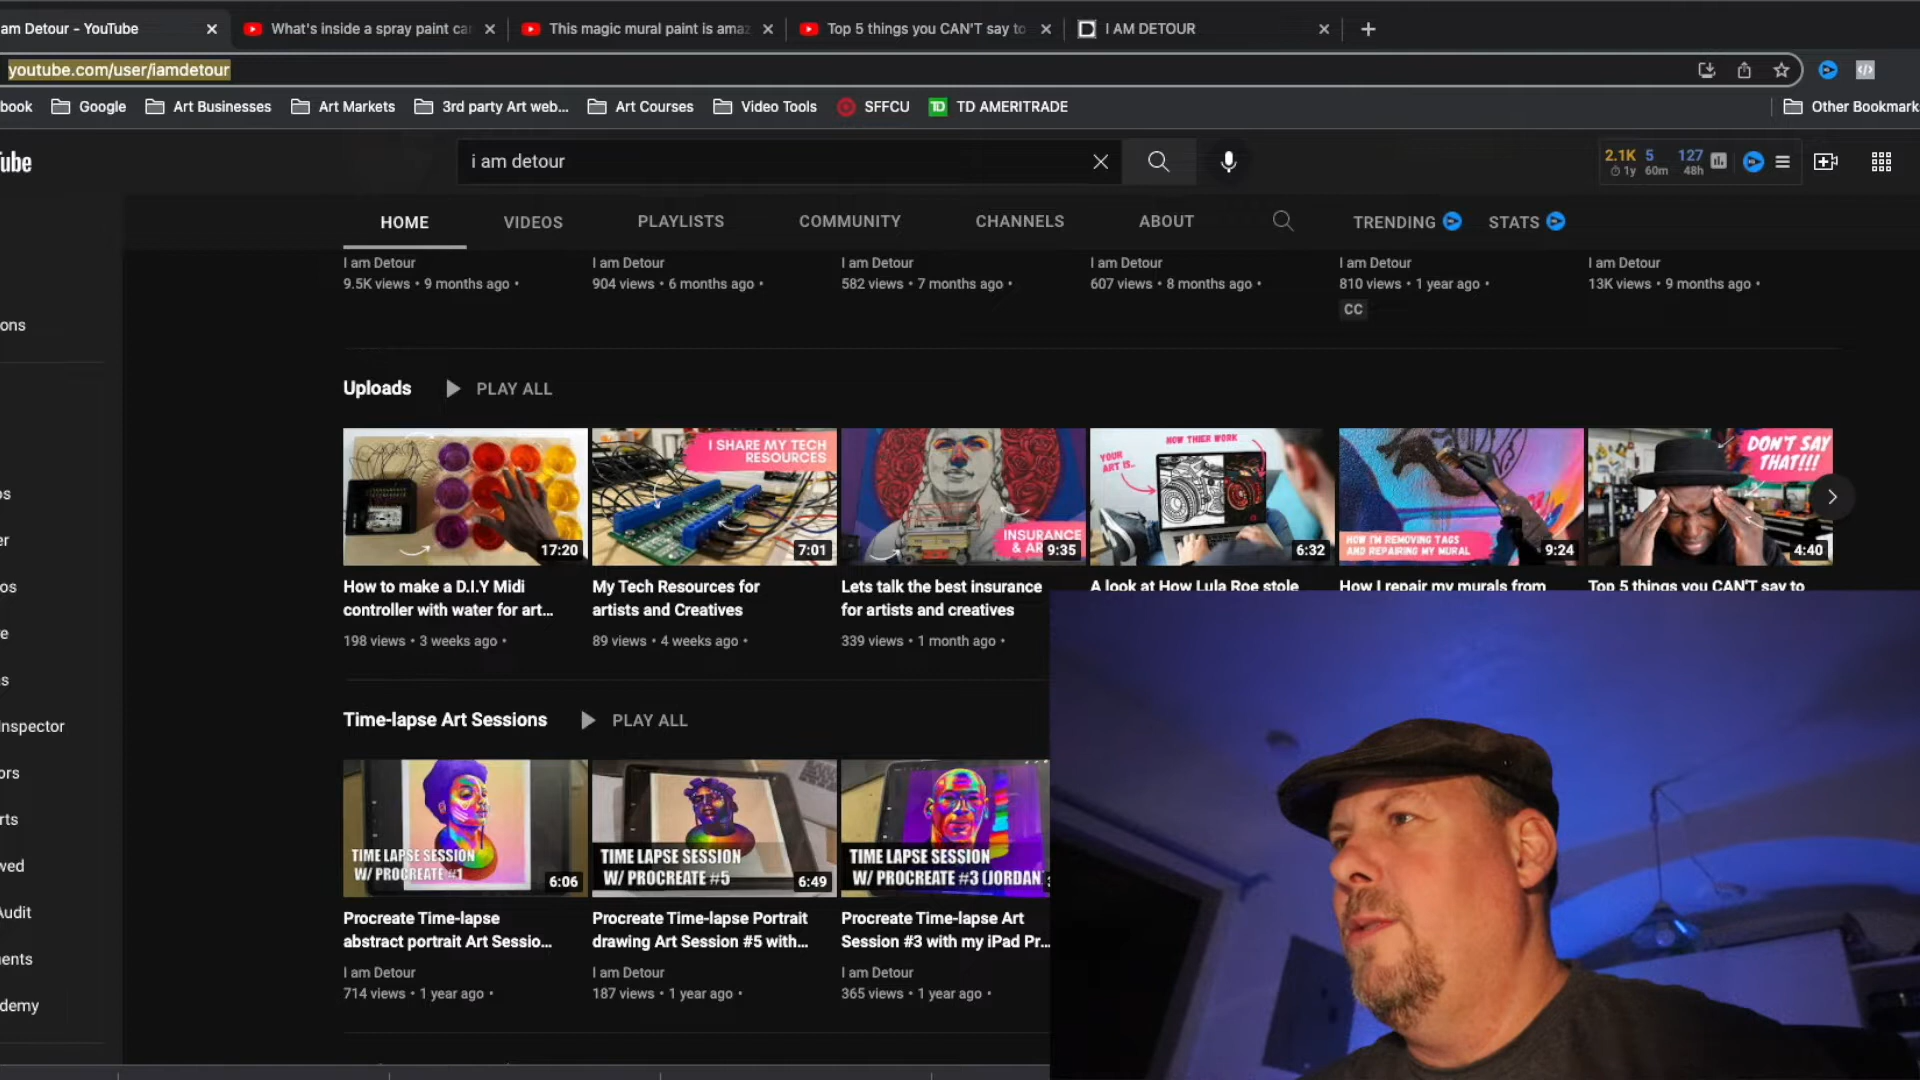 am Detour - YouTube
What's inside a spray paint ca
This magic mural paint is amaz
Top 5 things you CAN'T say to
I AM DETOUR
youtube.com/user/iamdetour
book
Google
Art Businesses
Art Markets
3rd party Art web...
Art Courses
Video Tools
SFFCU
TD AMERITRADE
Other Bookmark
i am detour
2.1K 5 127
1y 60m 48h
HOME
VIDEOS
PLAYLISTS
COMMUNITY
CHANNELS
ABOUT
TRENDING
STATS
I am Detour
9.5K views • 9 months ago •
I am Detour
904 views • 6 months ago •
I am Detour
582 views • 7 months ago •
I am Detour
607 views • 8 months ago •
I am Detour
810 views • 1 year ago •
CC
I am Detour
13K views • 9 months ago •
Uploads
PLAY ALL
17:20
How to make a D.I.Y Midi
controller with water for art...
198 views • 3 weeks ago •
I SHARE MY TECH
RESOURCES
7:01
My Tech Resources for
artists and Creatives
89 views • 4 weeks ago •
INSURANCE
& AR
9:35
Lets talk the best insurance
for artists and creatives
339 views • 1 month ago •
HOW THIER WORK
YOUR
ART IS..
6:32
A look at How Lula Roe stole
HOW I'M REMOVING TAGS
AND REPAIRING MY MURAL
9:24
How I repair my murals from
DON'T SAY
THAT!!!
4:40
Top 5 things you CAN'T say to
Time-lapse Art Sessions
PLAY ALL
TIME LAPSE SESSION
W/ PROCREATE #1
6:06
Procreate Time-lapse
abstract portrait Art Sessio...
I am Detour
714 views • 1 year ago •
TIME LAPSE SESSION
W/ PROCREATE #5
6:49
Procreate Time-lapse Portrait
drawing Art Session #5 with...
I am Detour
187 views • 1 year ago •
TIME LAPSE SESSION
W/ PROCREATE #3 (JORDAN
Procreate Time-lapse Art
Session #3 with my iPad Pr...
I am Detour
365 views • 1 year ago •
ube
ons
os
er
os
re
s
Inspector
ors
rts
wed
Audit
ents
demy